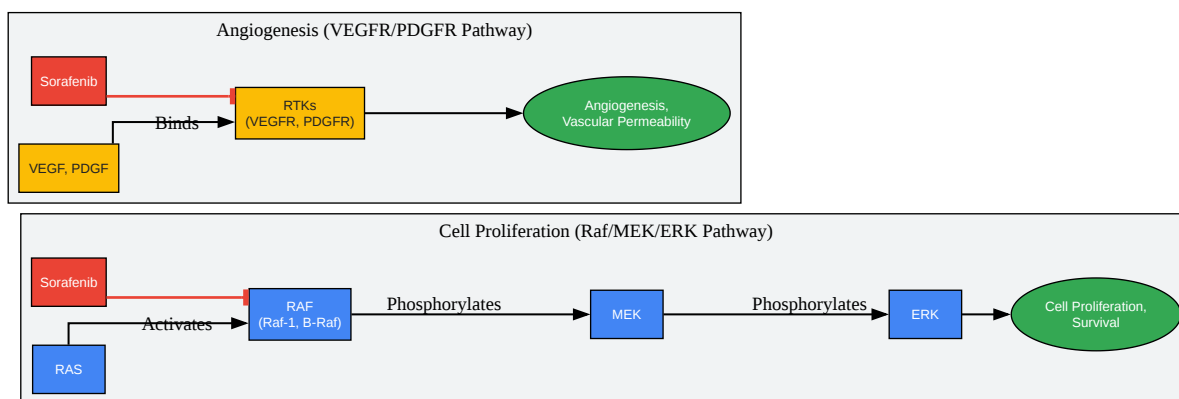 Angiogenesis (VEGFR/PDGFR Pathway)
Sorafenib
RTKs
(VEGFR, PDGFR)
Angiogenesis,
Vascular Permeability
Binds
VEGF, PDGF
Cell Proliferation (Raf/MEK/ERK Pathway)
Sorafenib
RAF
(Raf-1, B-Raf)
Phosphorylates
MEK
Phosphorylates
ERK
Cell Proliferation,
Survival
Activates
RAS